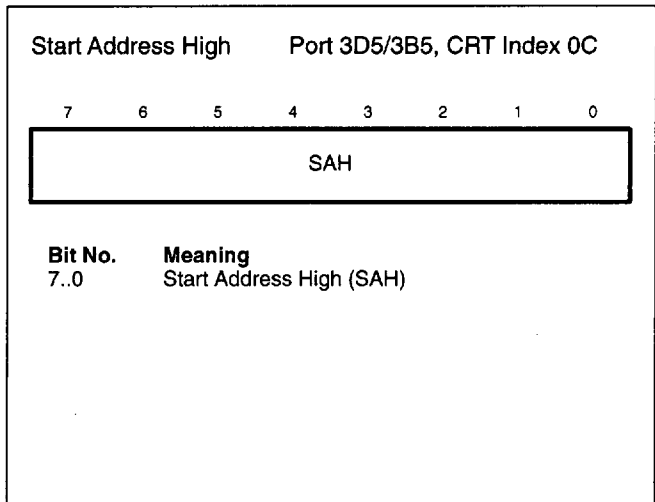 Start Address High Port 3D5/3B5, CRT Index 0C
7 6 5 4 3 2 1 0
SAH
Bit No. Meaning
7..0 Start Address High (SAH)